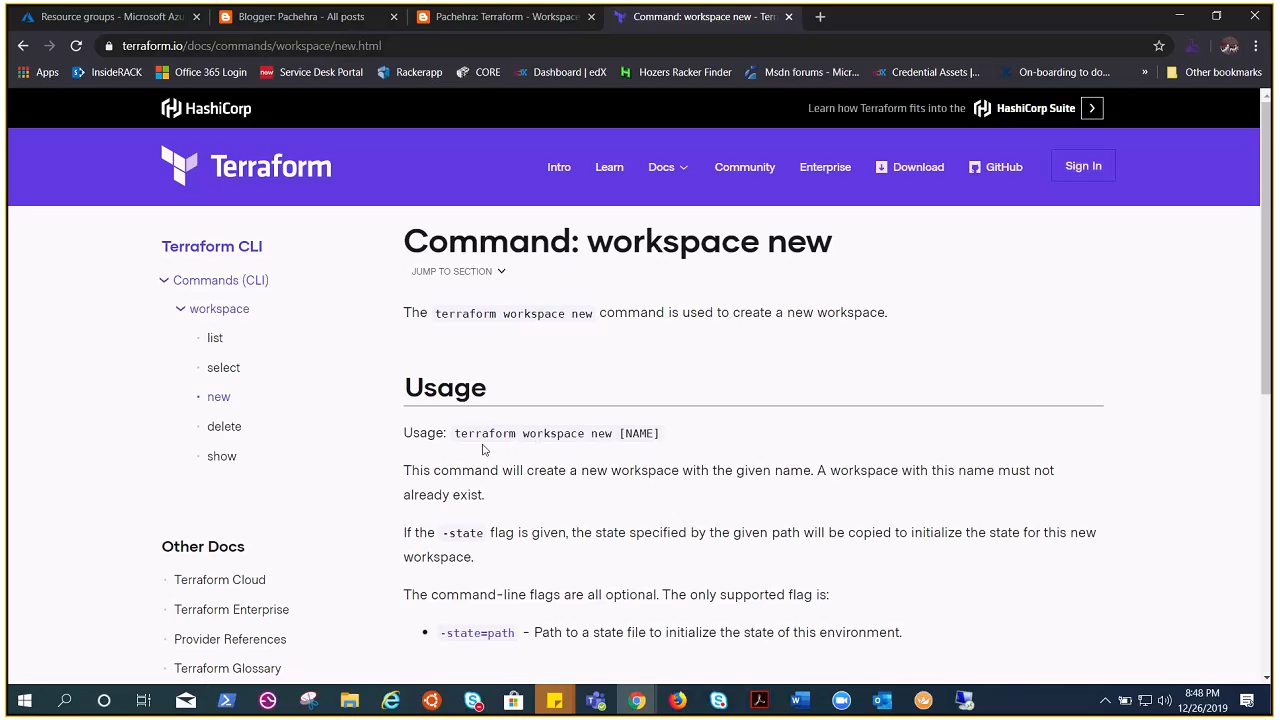 Resource groups - Microsoft Azu
Blogger: Pachehra - All posts
Pachehra: Terraform - Workspace
Command: workspace new - Terr
terraform.io/docs/commands/workspace/new.html
Apps
InsideRACK
Office 365 Login
now
Service Desk Portal
Rackerapp
CORE
Dashboard | edX
Hozers Racker Finder
Msdn forums - Micr...
Credential Assets |...
On-boarding to do...
»
Other bookmarks
HashiCorp
Learn how Terraform fits into the HashiCorp Suite
Terraform
Intro
Learn
Docs
Community
Enterprise
Download
GitHub
Sign In
Terraform CLI
Commands (CLI)
workspace
list
select
new
delete
show
Other Docs
Terraform Cloud
Terraform Enterprise
Provider References
Terraform Glossary
Command: workspace new
JUMP TO SECTION
The terraform workspace new command is used to create a new workspace.
Usage
Usage: terraform workspace new [NAME]
This command will create a new workspace with the given name. A workspace with this name must not
already exist.
If the -state flag is given, the state specified by the given path will be copied to initialize the state for this new
workspace.
The command-line flags are all optional. The only supported flag is:
• -state=path - Path to a state file to initialize the state of this environment.
8:48 PM
12/26/2019